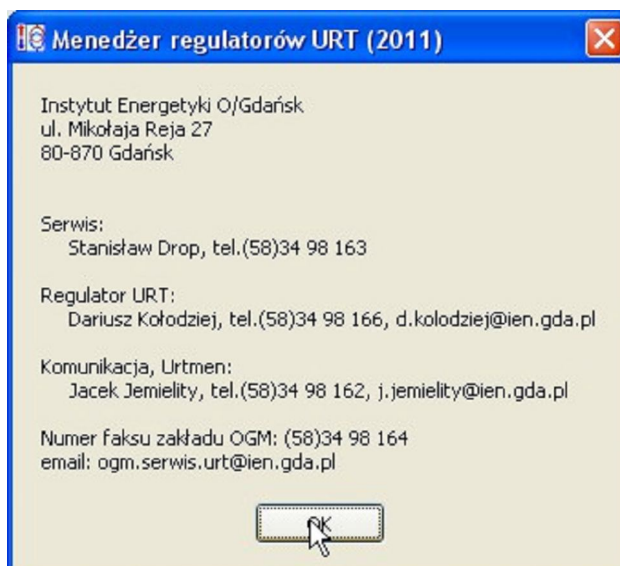 Menedżer regulatorów URT (2011)
Instytut Energetyki O/Gdańsk
ul. Mikołaja Reja 27
80-870 Gdańsk
Serwis:
Stanisław Drop, tel.(58)34 98 163
Regulator URT:
Dariusz Kołodziej, tel.(58)34 98 166, d.kolodziej@ien.gda.pl
Komunikacja, Urtmen:
Jacek Jemielity, tel.(58)34 98 162, j.jemielity@ien.gda.pl
Numer faksu zakładu OGM: (58)34 98 164
email: ogm.serwis.urt@ien.gda.pl
OK